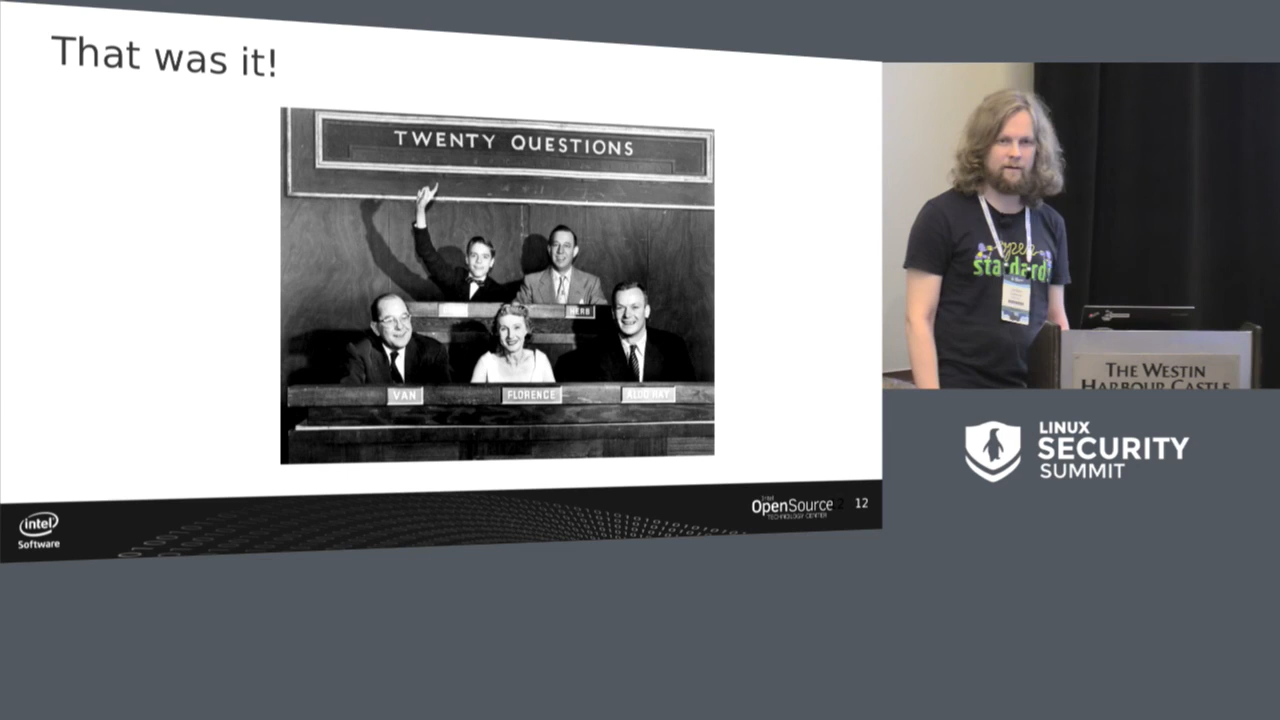 That was it!
TWENTY QUESTIONS
HERB
VAN
FLORENCE
ALDO RAY
intel
Software
Intel
OpenSource
TECHNOLOGY CENTER
12
open
standards
THE WESTIN
HARBOUR CASTLE
LINUX
SECURITY
SUMMIT